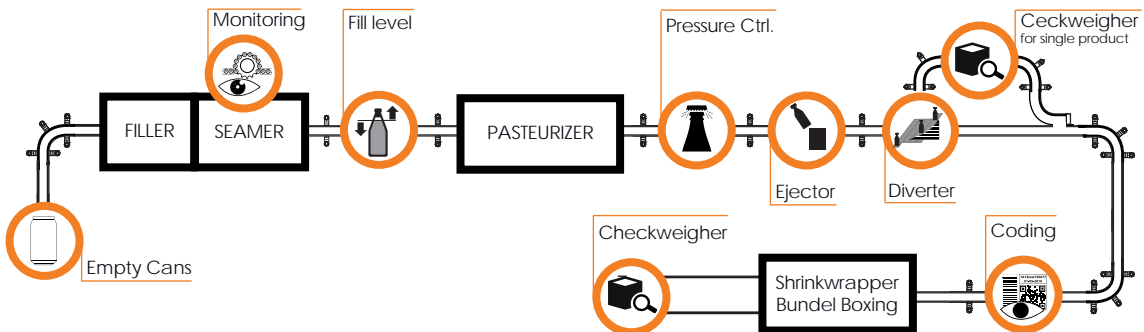 Monitoring
Fill level
Pressure Ctrl.
Ceckweigher
for single product
FILLER
SEAMER
PASTEURIZER
Ejector
Diverter
Empty Cans
Checkweigher
Shrinkwrapper
Bundel Boxing
Coding